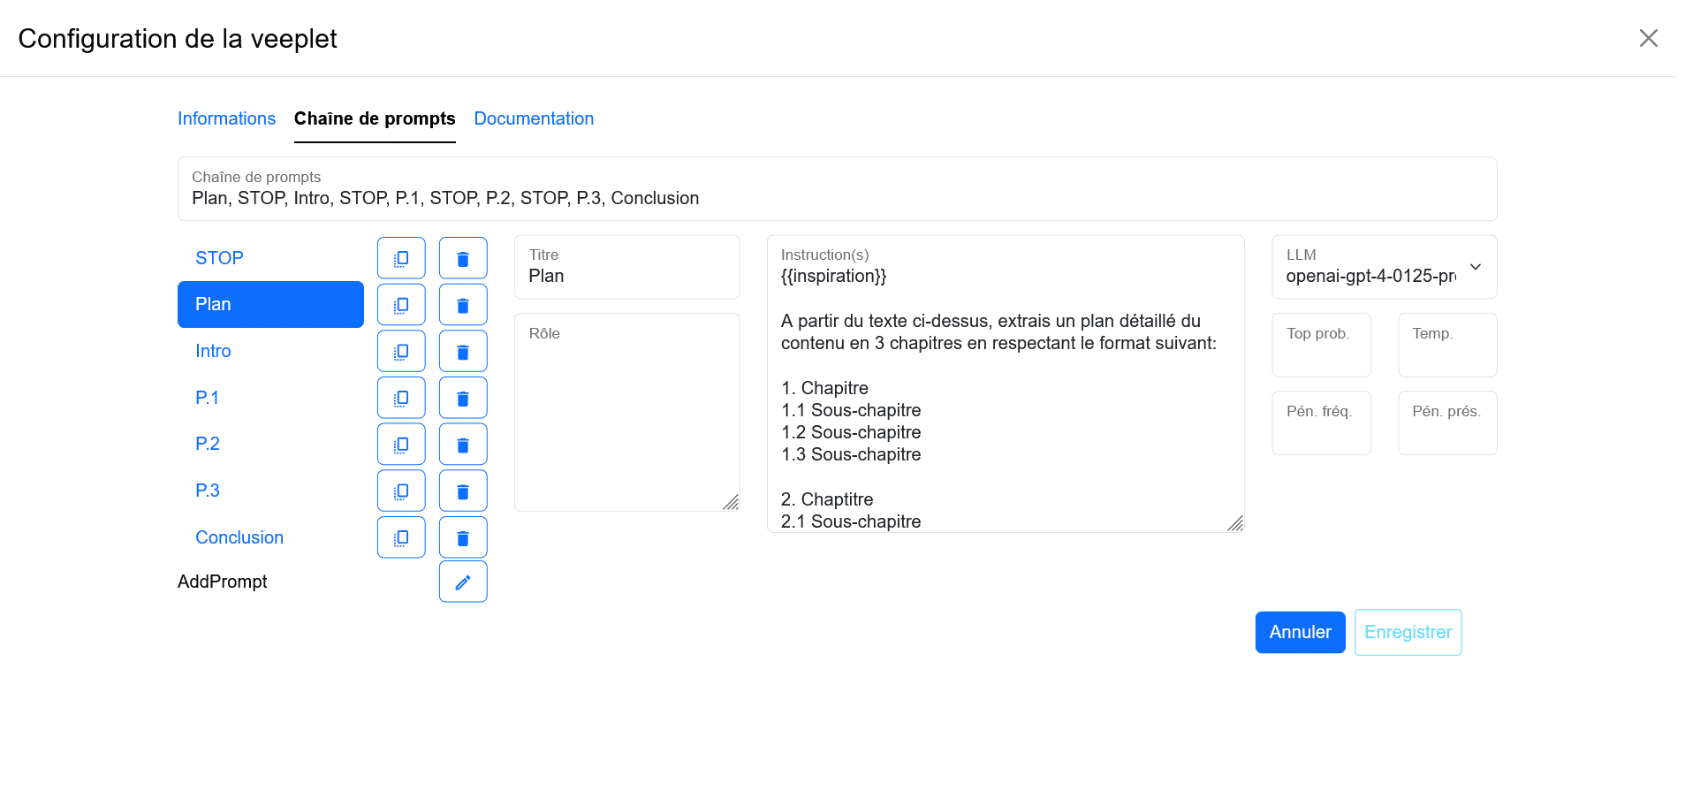 Configuration de la veeplet
Informations Chaîne de prompts Documentation
Chaîne de prompts
Plan, STOP, Intro, STOP, P.1, STOP, P.2, STOP, P.3, Conclusion
STOP
Plan
Intro
P.1
P.2
P.3
Conclusion
AddPrompt
Titre
Plan
Rôle
Instruction(s)
{{inspiration}}
A partir du texte ci-dessus, extrais un plan détaillé du
contenu en 3 chapitres en respectant le format suivant:
1. Chapitre
1.1 Sous-chapitre
1.2 Sous-chapitre
1.3 Sous-chapitre
2. Chaptitre
2.1 Sous-chapitre
LLM
openai-gpt-4-0125-pr
Top prob. Temp.
Pén. fréq. Pén. prés.
Annuler Enregistrer